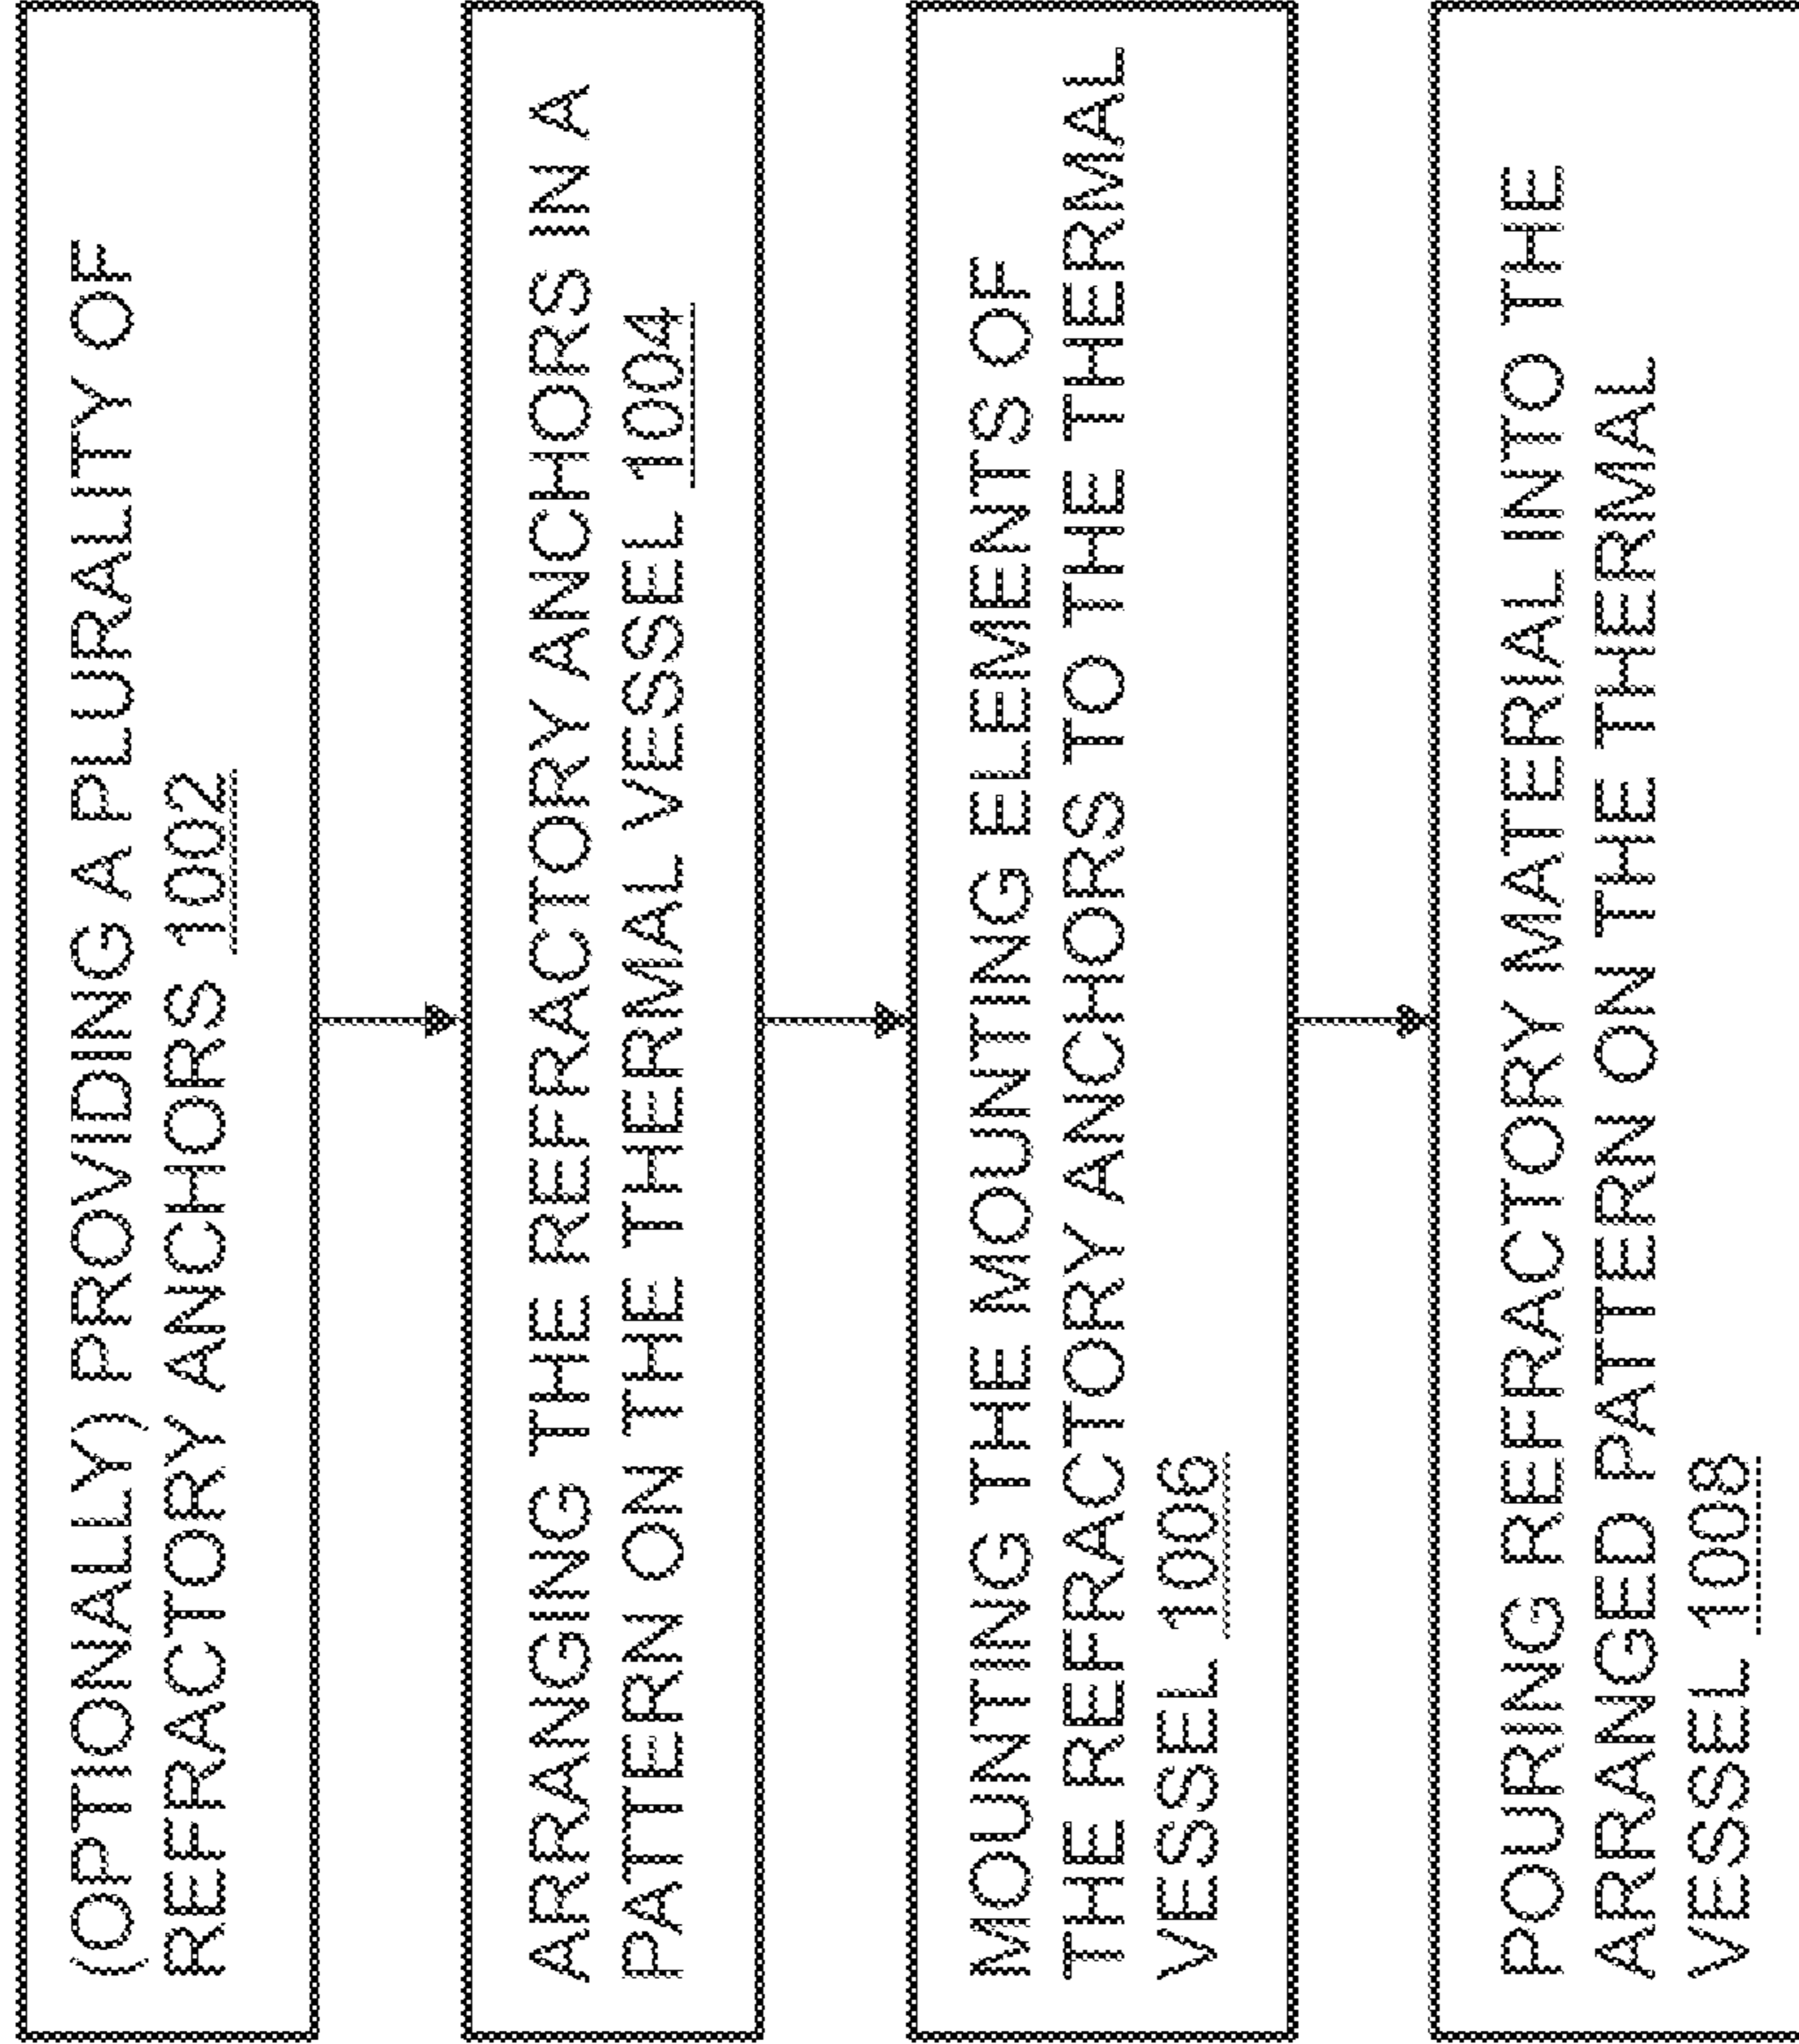 (OPTIONALLY) PROVIDING A PLURALITY OF
REFRACTORY ANCHORS 1002
ARRANGING THE REFRACTORY ANCHORS IN A
PATTERN ON THE THERMAL VESSEL 1004
MOUNTING THE MOUNTING ELEMENTS OF
THE REFRACTORY ANCHORS TO THE THERMAL
VESSEL 1006
POURING REFRACTORY MATERIAL INTO THE
ARRANGED PATTERN ON THE THERMAL
VESSEL 1008